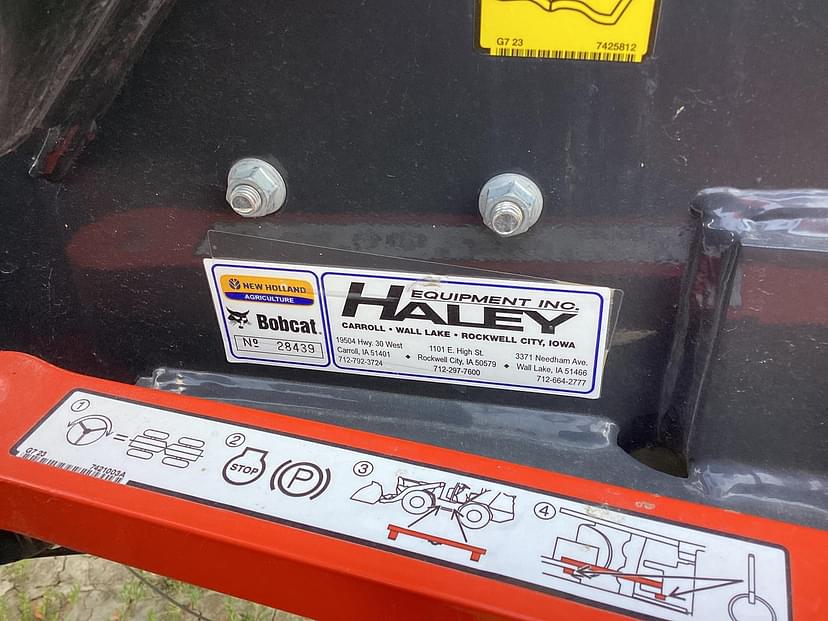 G7 23 7425812
NEW HOLLAND
AGRICULTURE
Bobcat
Nº 28439
HALEY
EQUIPMENT INC.
CARROLL • WALL LAKE • ROCKWELL CITY, IOWA
19504 Hwy. 30 West
Carroll, IA 51401
712-792-3724
1101 E. High St.
Rockwell City, IA 50579
712-297-7600
3371 Needham Ave.
Wall Lake, IA 51466
712-664-2777
1
2
STOP
P
3
4
G7 23 7421003A